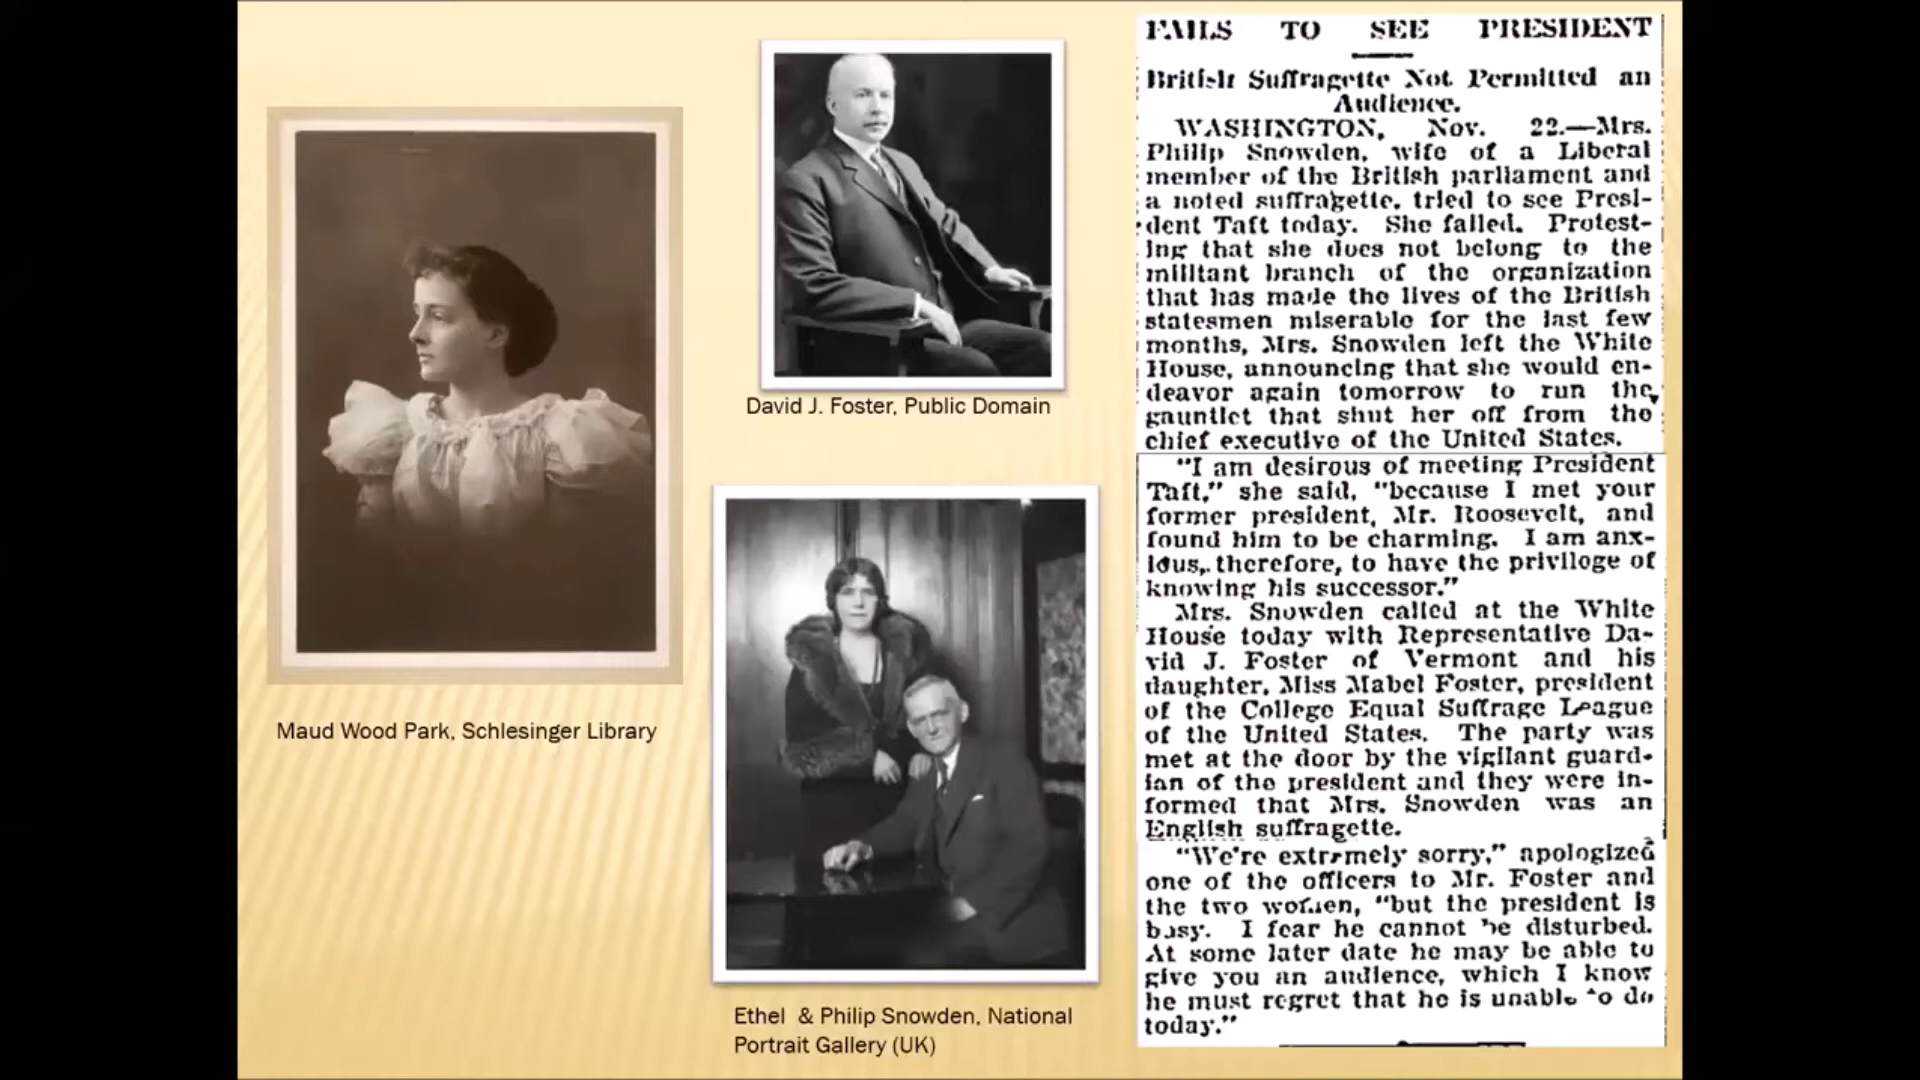 Maud Wood Park, Schlesinger Library
David J. Foster, Public Domain
Ethel & Philip Snowden, National
Portrait Gallery (UK)
FAILS TO SEE PRESIDENT
British Suffragette Not Permitted an
Audience.
WASHINGTON, Nov. 22.—Mrs.
Philip Snowden, wife of a Liberal
member of the British parliament and
a noted suffragette, tried to see Presi-
dent Taft today. She failed. Protest-
ing that she does not belong to the
militant branch of the organization
that has made the lives of the British
statesmen miserable for the last few
months, Mrs. Snowden left the White
House, announcing that she would en-
deavor again tomorrow to run the
gauntlet that shut her off from the
chief executive of the United States.
"I am desirous of meeting President
Taft," she said, "because I met your
former president, Mr. Roosevelt, and
found him to be charming. I am anx-
ious, therefore, to have the priviloge of
knowing his successor."
Mrs. Snowden called at the White
House today with Representative Da-
vid J. Foster of Vermont and his
daughter, Miss Mabel Foster, president
of the College Equal Suffrage League
of the United States. The party was
met at the door by the vigilant guard-
ian of the president and they were in-
formed that Mrs. Snowden was an
English suffragette.
"We're extremely sorry," apologized
one of the officers to Mr. Foster and
the two women, "but the president is
busy. I fear he cannot be disturbed.
At some later date he may be able to
give you an audience, which I know
he must regret that he is unable to do
today."